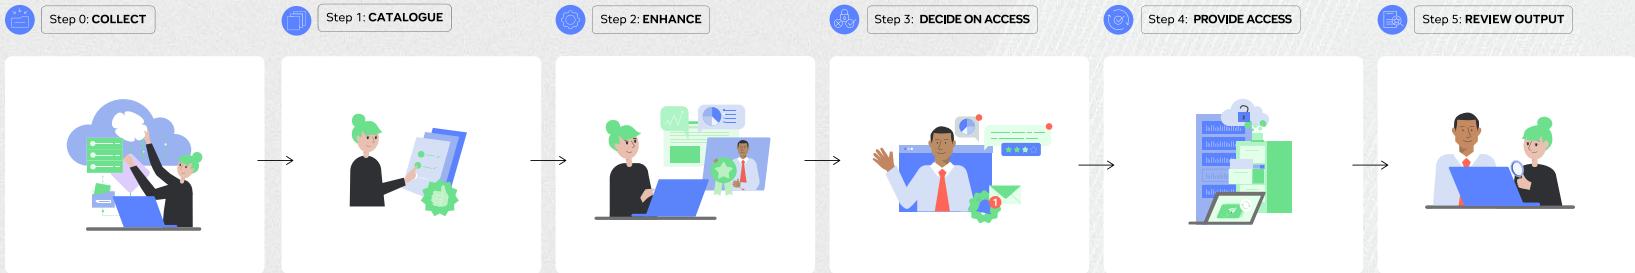 Step 0: COLLECT
Step 1: CATALOGUE
Step 2: ENHANCE
Step 3: DECIDE ON ACCESS
Step 4: PROVIDE ACCESS
Step 5: REVIEW OUTPUT
1